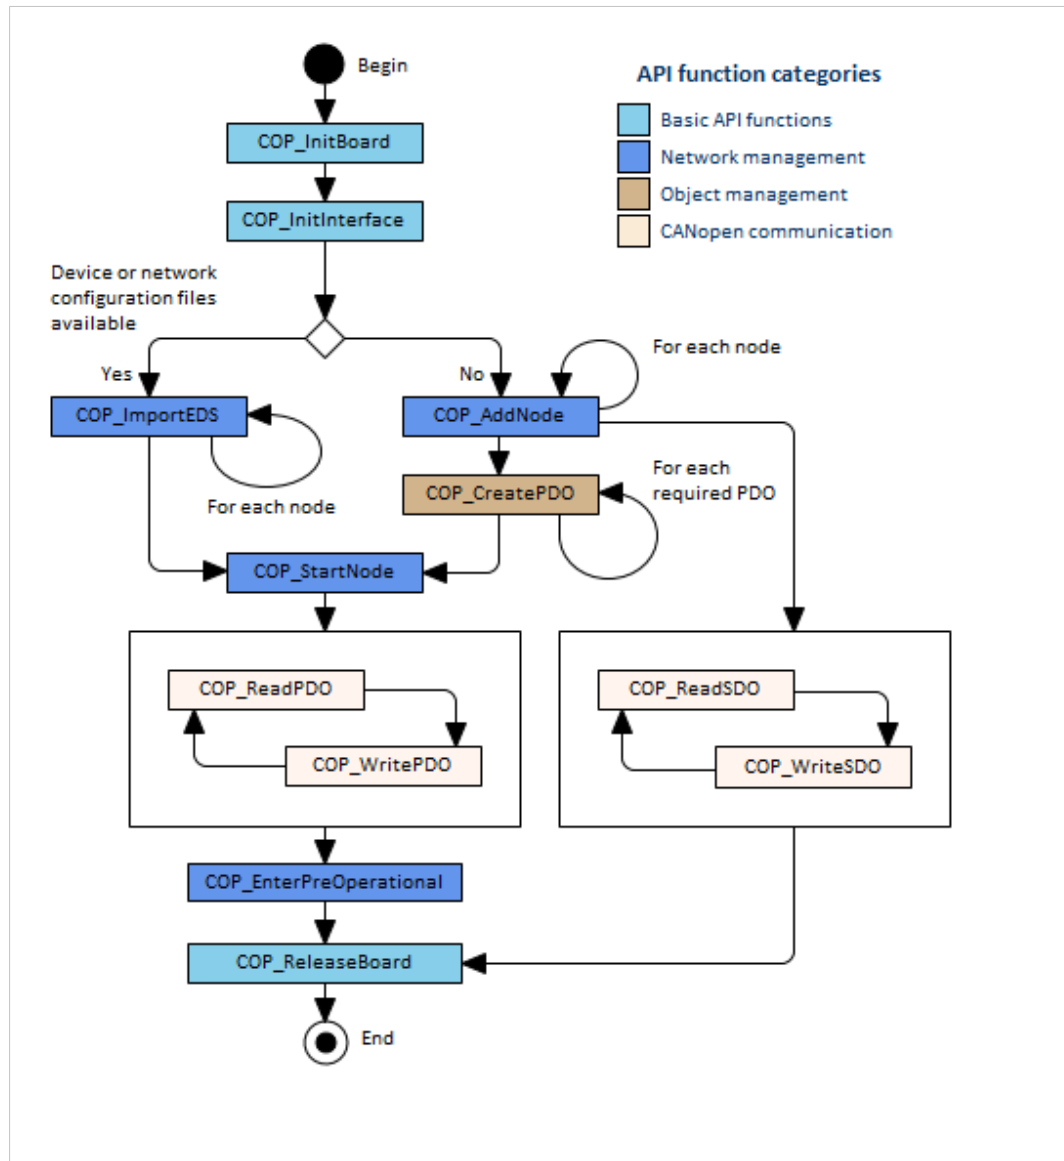 Begin
API function categories
Basic API functions
Network management
Object management
CANopen communication
COP_InitBoard
COP_InitInterface
Device or network
configuration files
available
Yes
No
For each node
COP_ImportEDS
COP_AddNode
For each node
For each
required PDO
COP_CreatePDO
COP_StartNode
COP_ReadPDO
COP_WritePDO
COP_ReadSDO
COP_WriteSDO
COP_EnterPreOperational
COP_ReleaseBoard
End